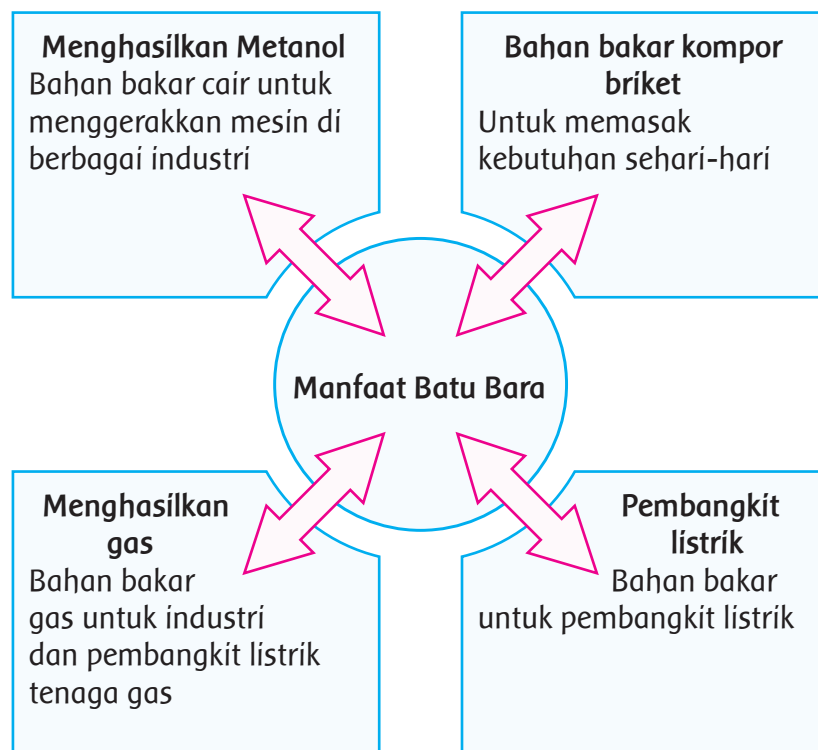 Menghasilkan Metanol
Bahan bakar cair untuk
menggerakkan mesin di
berbagai industri
Bahan bakar kompor
briket
Untuk memasak
kebutuhan sehari-hari
Manfaat Batu Bara
Menghasilkan
gas
Bahan bakar
gas untuk industri
dan pembangkit listrik
tenaga gas
Pembangkit
listrik
Bahan bakar
untuk pembangkit listrik